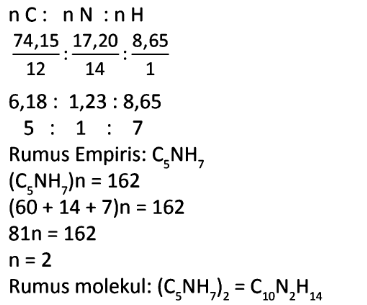 n C : n N : n H
74,15/12 : 17,20/14 : 8,65/1
6,18 : 1,23 : 8,65
5 : 1 : 7
Rumus Empiris: C₅NH₇
(C₅NH₇)n = 162
(60 + 14 + 7)n = 162
81n = 162
n = 2
Rumus molekul: (C₅NH₇)₂ = C₁₀N₂H₁₄